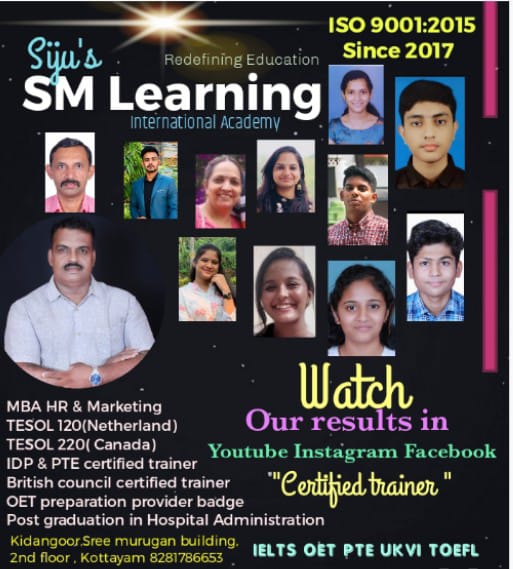 ISO 9001:2015
Since 2017
Siju's
Redefining Education
SM Learning
International Academy
MBA HR & Marketing
TESOL 120(Netherland)
TESOL 220( Canada)
IDP & PTE certified trainer
British council certified trainer
OET preparation provider badge
Post graduation in Hospital Administration
Kidangoor,Sree murugan building,
2nd floor , Kottayam 8281786653
Watch
Our results in
Youtube Instagram Facebook
"Certified trainer "
IELTS OET PTE UKVI TOEFL